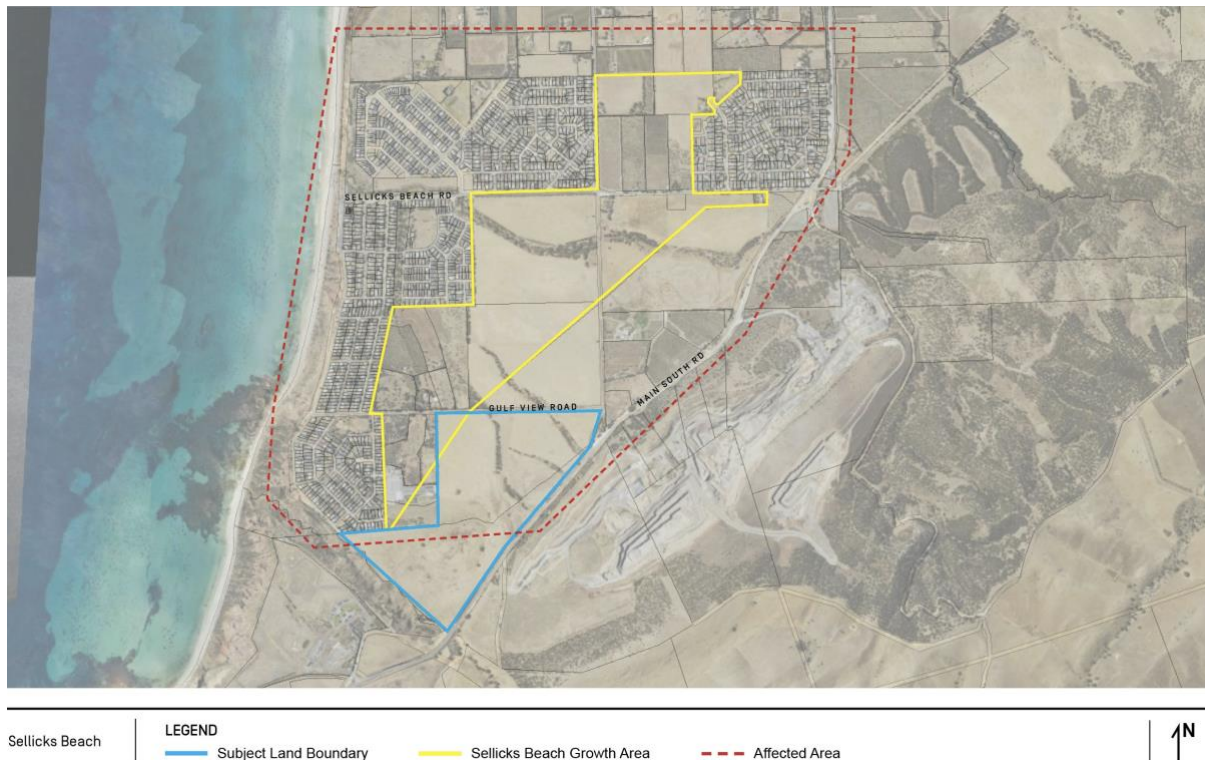 SELLICKS BEACH RD
MAIN SOUTH RD
GULF VIEW ROAD
Sellicks Beach
LEGEND
Subject Land Boundary
Sellicks Beach Growth Area
Affected Area
N